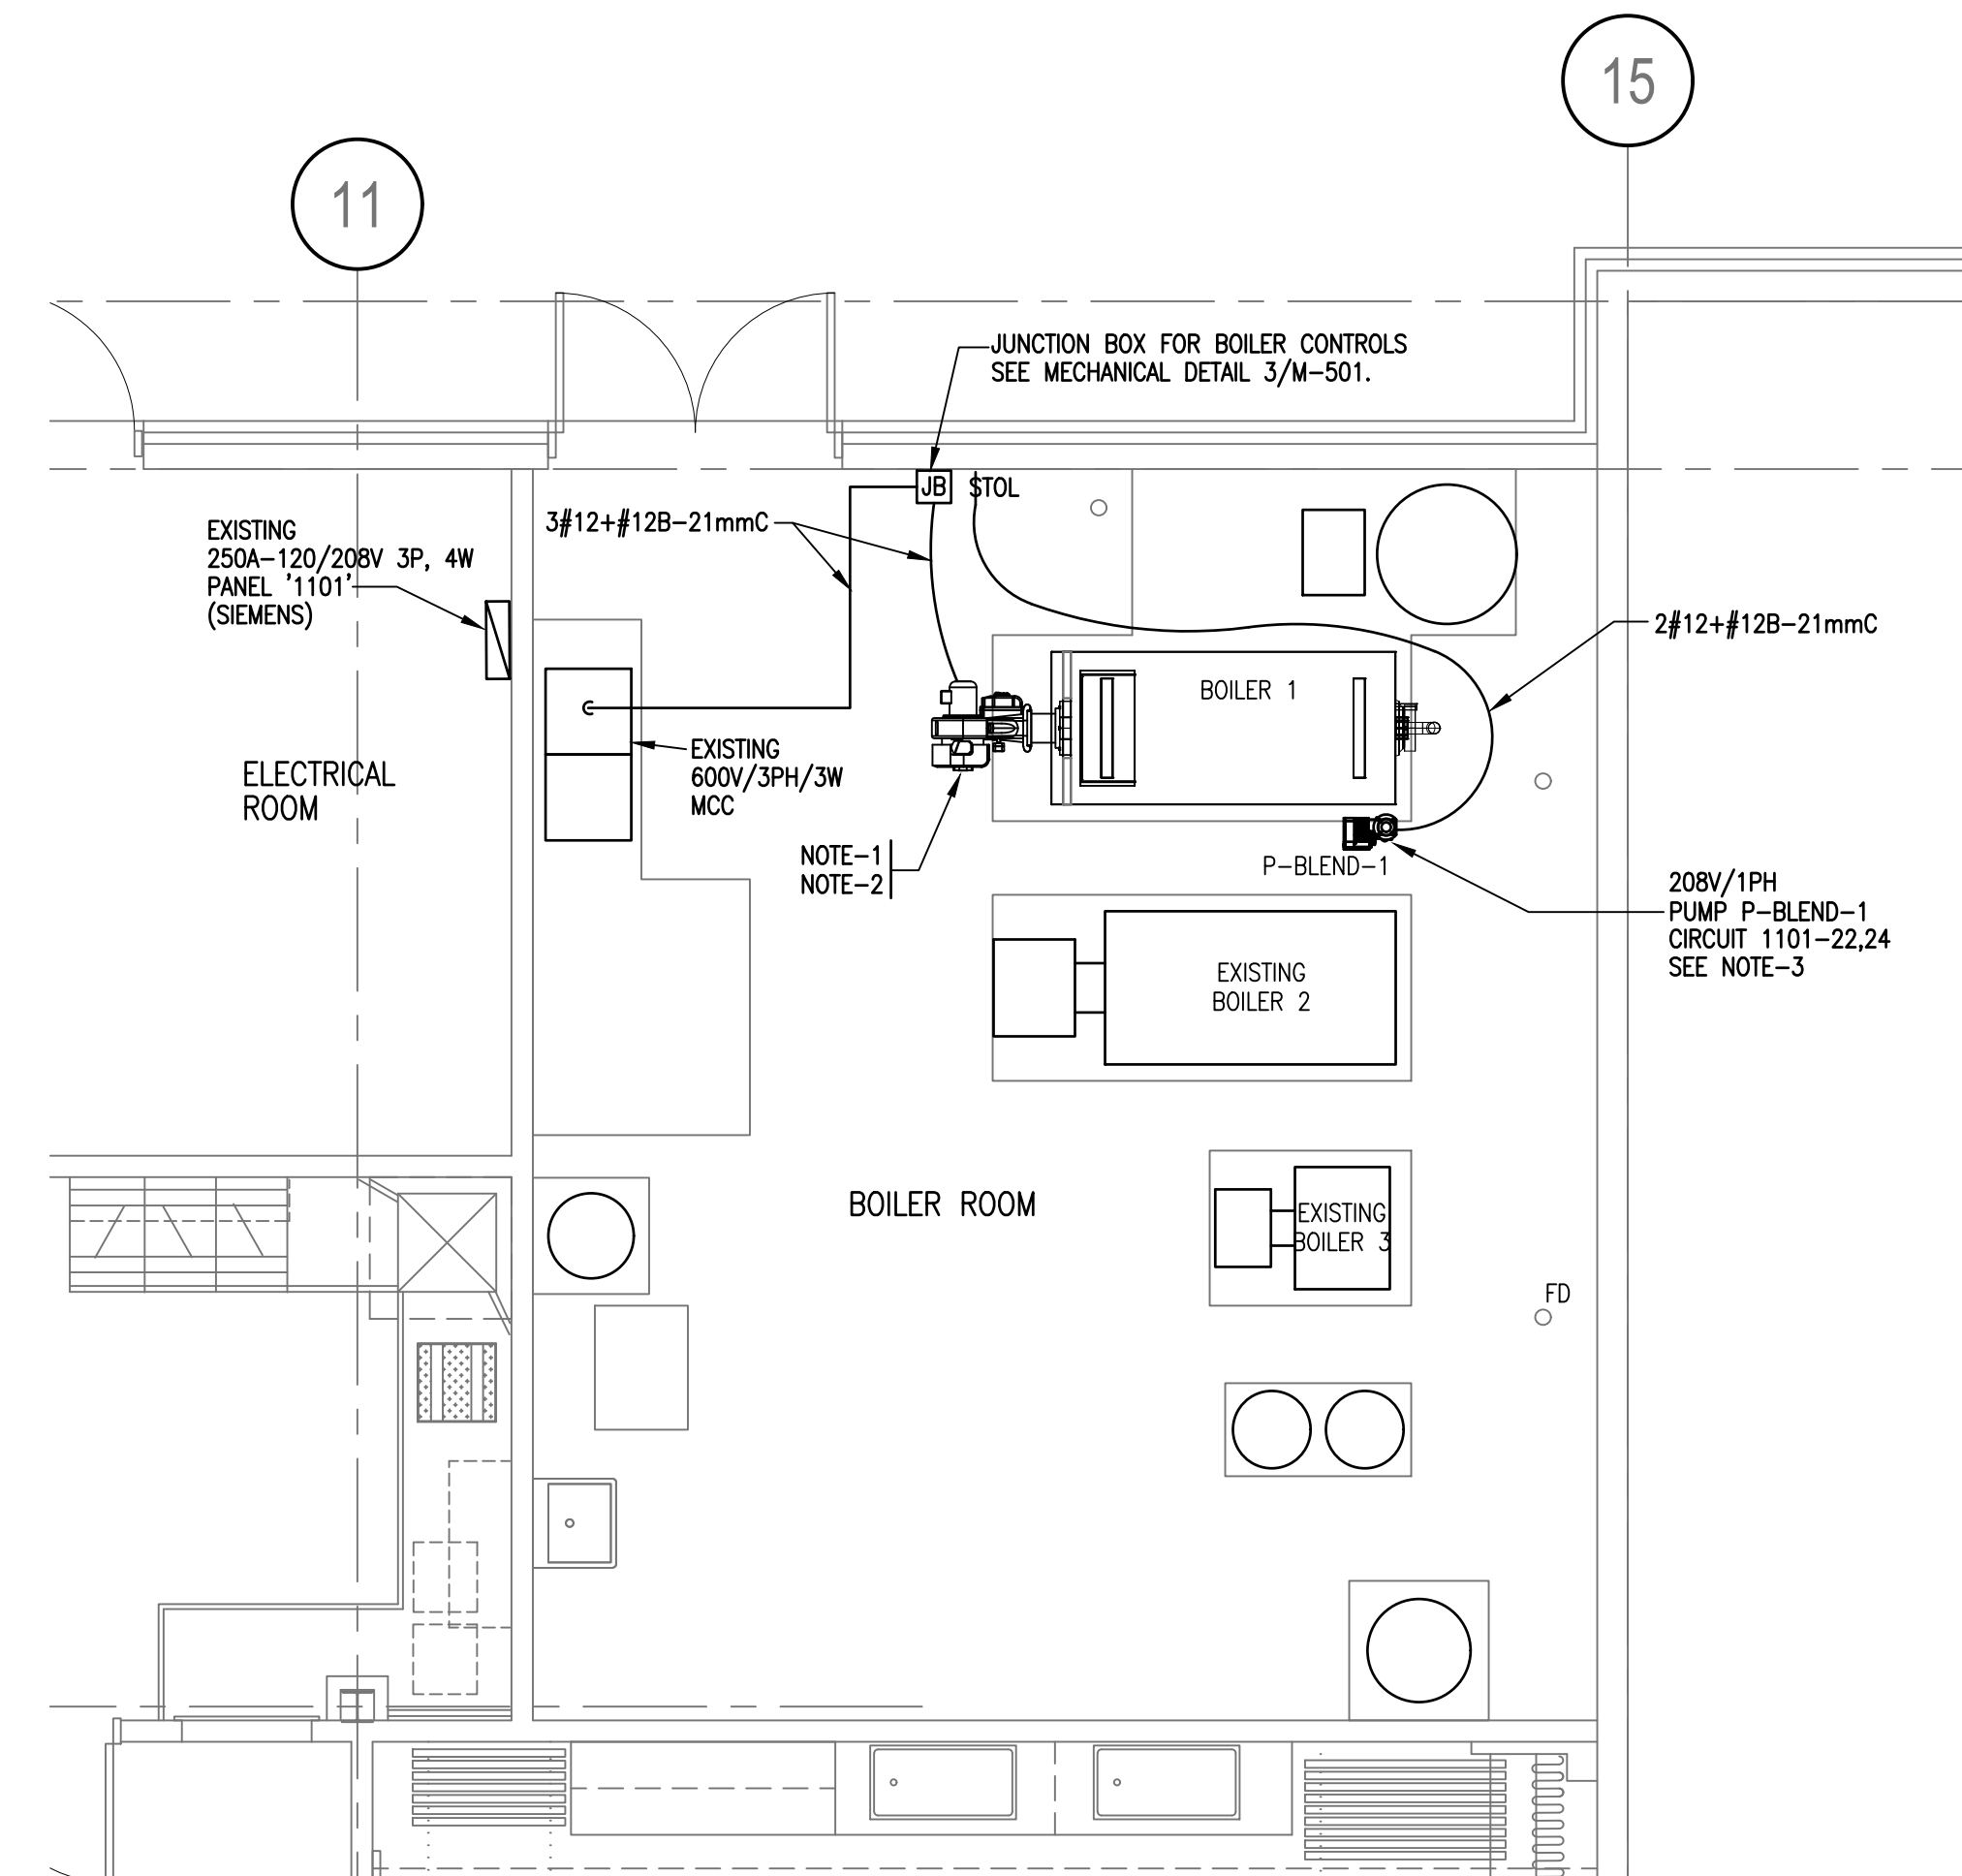 15
11
JUNCTION BOX FOR BOILER CONTROLS
SEE MECHANICAL DETAIL 3/M-501.
JB
STOL
3#12+#12B-21mmC
EXISTING
250A-120/208V 3P, 4W
PANEL '1101'
(SIEMENS)
2#12+#12B-21mmC
BOILER 1
EXISTING
600V/3PH/3W
MCC
ELECTRICAL
ROOM
NOTE-1
NOTE-2
P-BLEND-1
208V/1PH
PUMP P-BLEND-1
CIRCUIT 1101-22,24
SEE NOTE-3
EXISTING
BOILER 2
BOILER ROOM
EXISTING
BOILER 3
FD